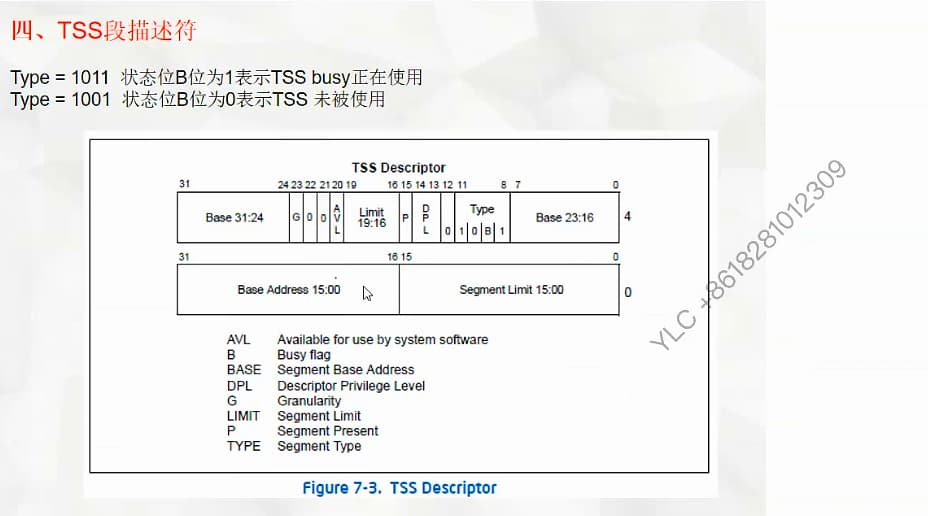 四、TSS段描述符
Type = 1011 状态位B位为1表示TSS busy正在使用
Type = 1001 状态位B位为0表示TSS 未被使用
TSS Descriptor
31 24 23 22 21 20 19 16 15 14 13 12 11 8 7 0
Base 31:24 G 0 0 AVL Limit 19:16 P DPL 0 Type 1 0 B 1 Base 23:16 4
31 16 15 0
Base Address 15:00 Segment Limit 15:00 0
AVL Available for use by system software
B Busy flag
BASE Segment Base Address
DPL Descriptor Privilege Level
G Granularity
LIMIT Segment Limit
P Segment Present
TYPE Segment Type
Figure 7-3. TSS Descriptor
YLC +8618281012309